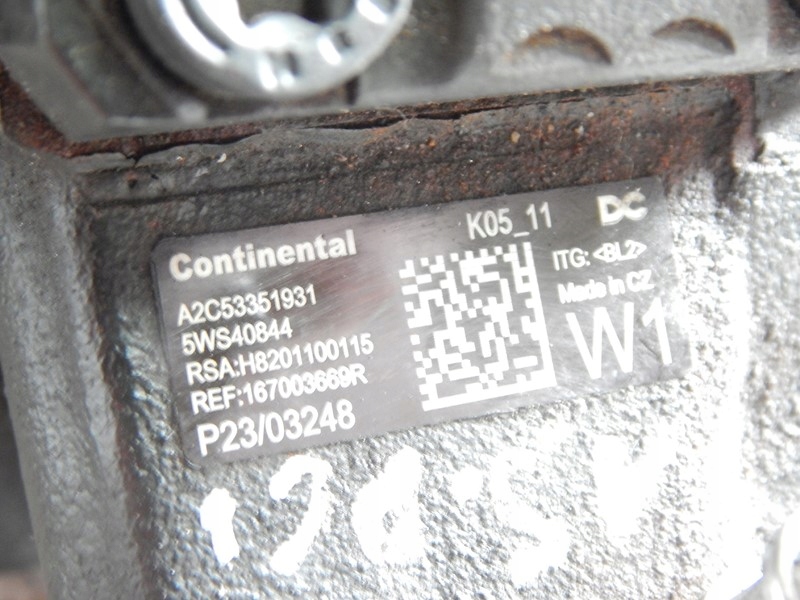 Continental
A2C53351931
5WS40844
RSA:H8201100115
REF:167003669R
P23/03248
K05_11
DC
ITG: <BL2>
Made in CZ
W1